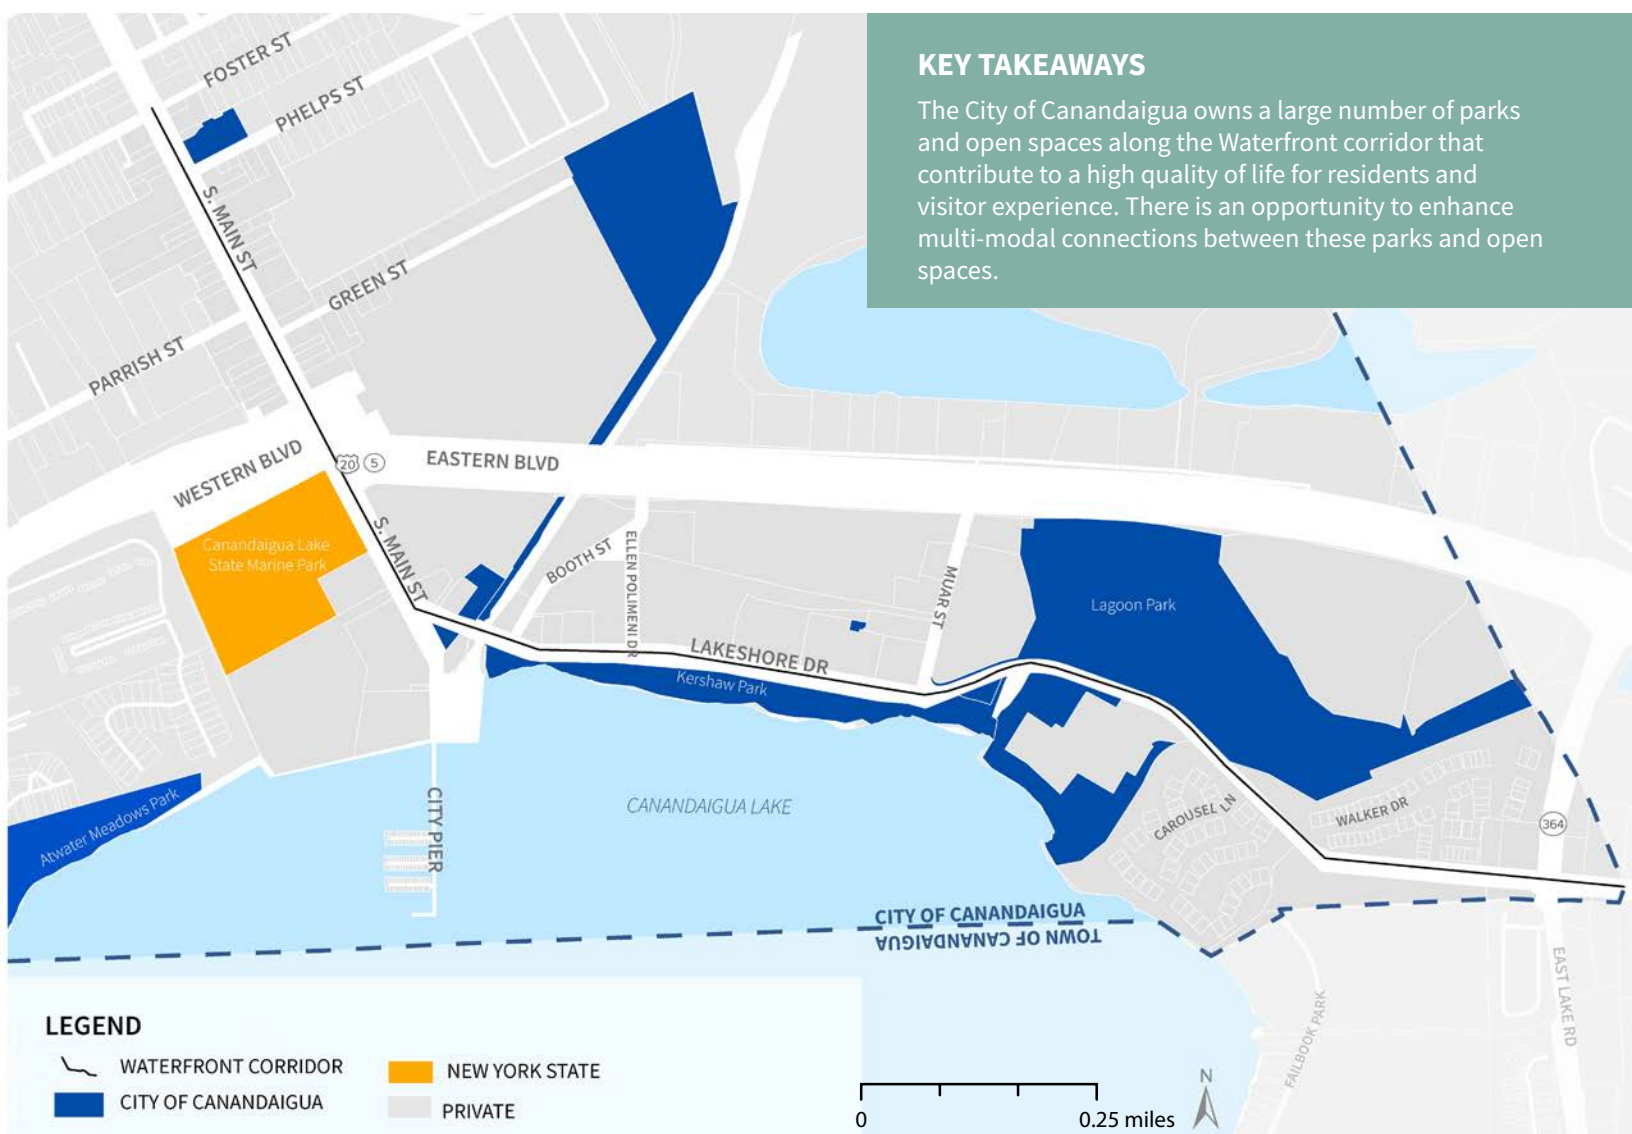 KEY TAKEAWAYS
The City of Canandaigua owns a large number of parks
and open spaces along the Waterfront corridor that
contribute to a high quality of life for residents and
visitor experience. There is an opportunity to enhance
multi-modal connections between these parks and open
spaces.
FOSTER ST
PHELPS ST
S. MAIN ST
GREEN ST
PARRISH ST
WESTERN BLVD
20
5
EASTERN BLVD
Canandaigua Lake
State Marine Park
S. MAIN ST
BOOTH ST
ELLEN POLIMENI DR
MUAR ST
Lagoon Park
LAKESHORE DR
Kershaw Park
Atwater Meadows Park
CITY PIER
CANANDAIGUA LAKE
CAROUSEL LN
WALKER DR
364
CITY OF CANANDAIGUA
TOWN OF CANANDAIGUA
EAST LAKE RD
FAILBOOK PARK
LEGEND
WATERFRONT CORRIDOR
CITY OF CANANDAIGUA
NEW YORK STATE
PRIVATE
0
0.25 miles
N